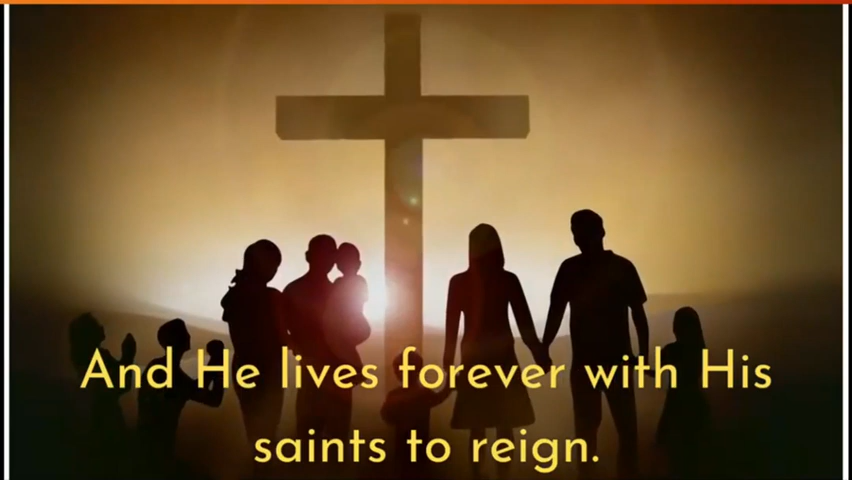 And He lives forever with His
saints to reign.